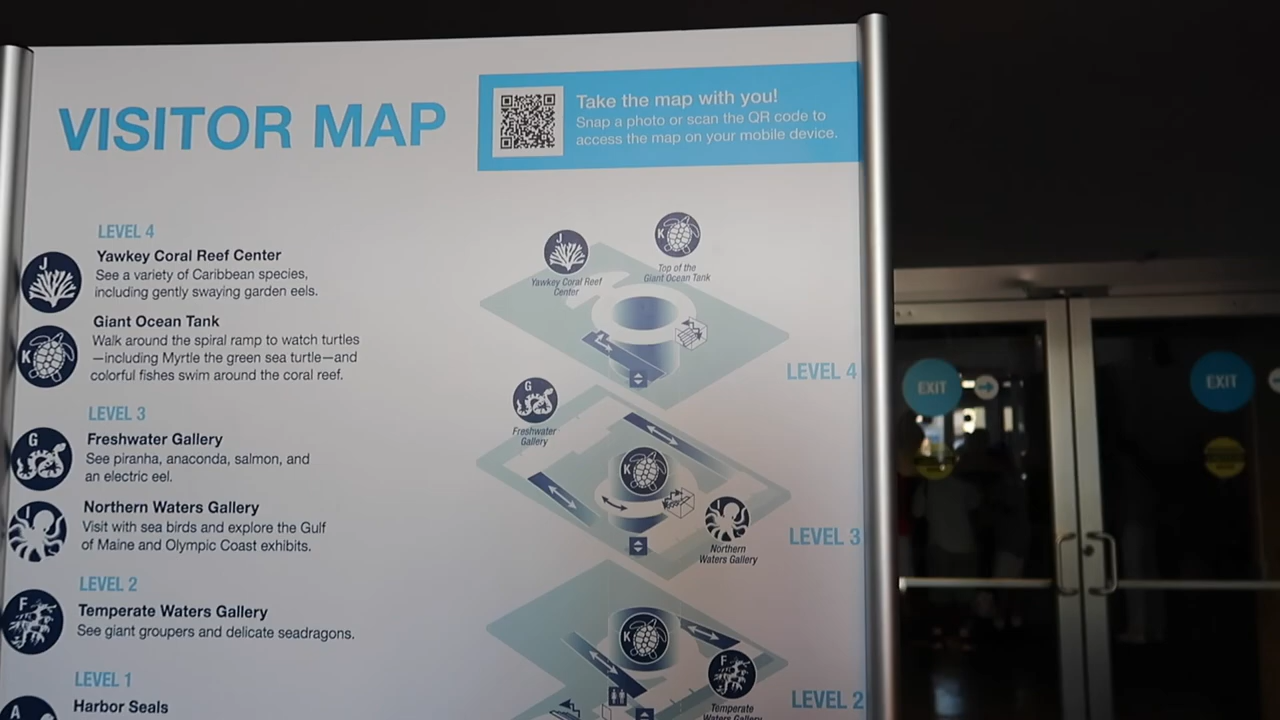 VISITOR MAP
Take the map with you!
Snap a photo or scan the QR code to
access the map on your mobile device.
LEVEL 4
J
Yawkey Coral Reef Center
See a variety of Caribbean species,
including gently swaying garden eels.
K
Giant Ocean Tank
Walk around the spiral ramp to watch turtles
—including Myrtle the green sea turtle—and
colorful fishes swim around the coral reef.
LEVEL 3
G
Freshwater Gallery
See piranha, anaconda, salmon, and
an electric eel.
I
Northern Waters Gallery
Visit with sea birds and explore the Gulf
of Maine and Olympic Coast exhibits.
LEVEL 2
F
Temperate Waters Gallery
See giant groupers and delicate seadragons.
LEVEL 1
A
Harbor Seals
J
Yawkey Coral Reef
Center
K
Top of the
Giant Ocean Tank
LEVEL 4
G
Freshwater
Gallery
K
I
Northern
Waters Gallery
LEVEL 3
K
F
Temperate
Waters Gallery
LEVEL 2
EXIT
EXIT